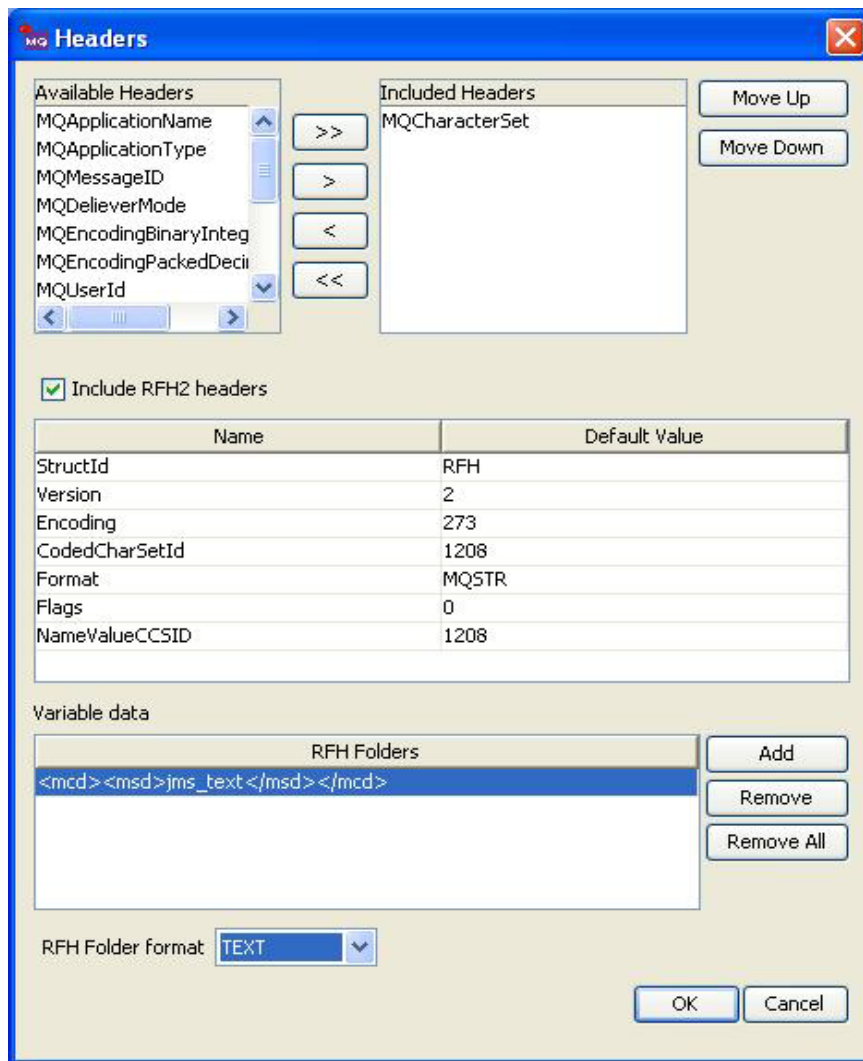 MQ Headers
Available Headers
MQApplicationName
MQApplicationType
MQMessageID
MQDelieverMode
MQEncodingBinaryInteg
MQEncodingPackedDeci
MQUserId
>>
>
<
<<
Included Headers
MQCharacterSet
Move Up
Move Down
Include RFH2 headers
Name Default Value
StructId RFH
Version 2
Encoding 273
CodedCharSetId 1208
Format MQSTR
Flags 0
NameValueCCSID 1208
Variable data
RFH Folders
<mcd><msd>jms_text</msd></mcd>
Add
Remove
Remove All
RFH Folder format TEXT
OK Cancel